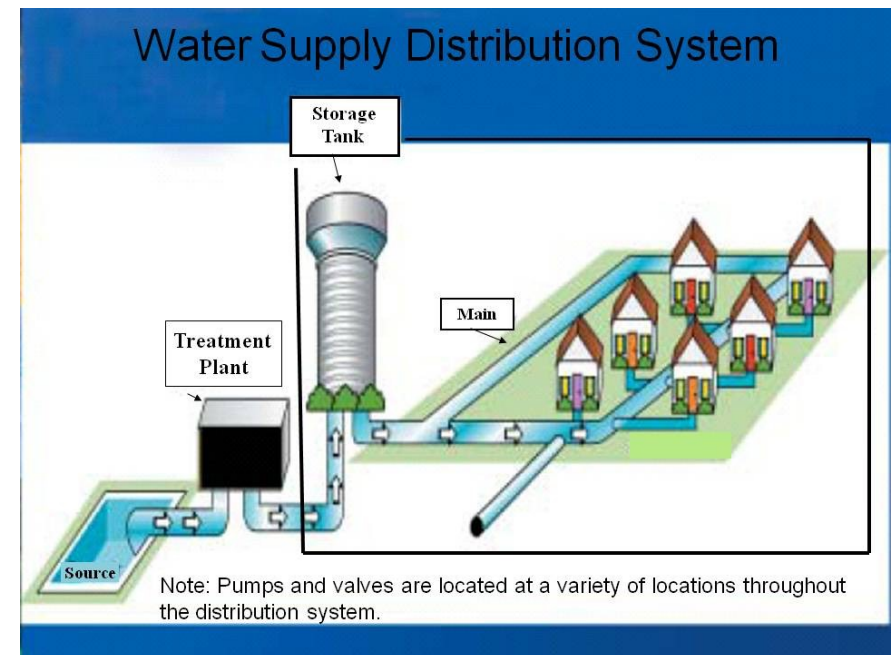 Water Supply Distribution System
Storage
Tank
Main
Treatment
Plant
Source
Note: Pumps and valves are located at a variety of locations throughout
the distribution system.